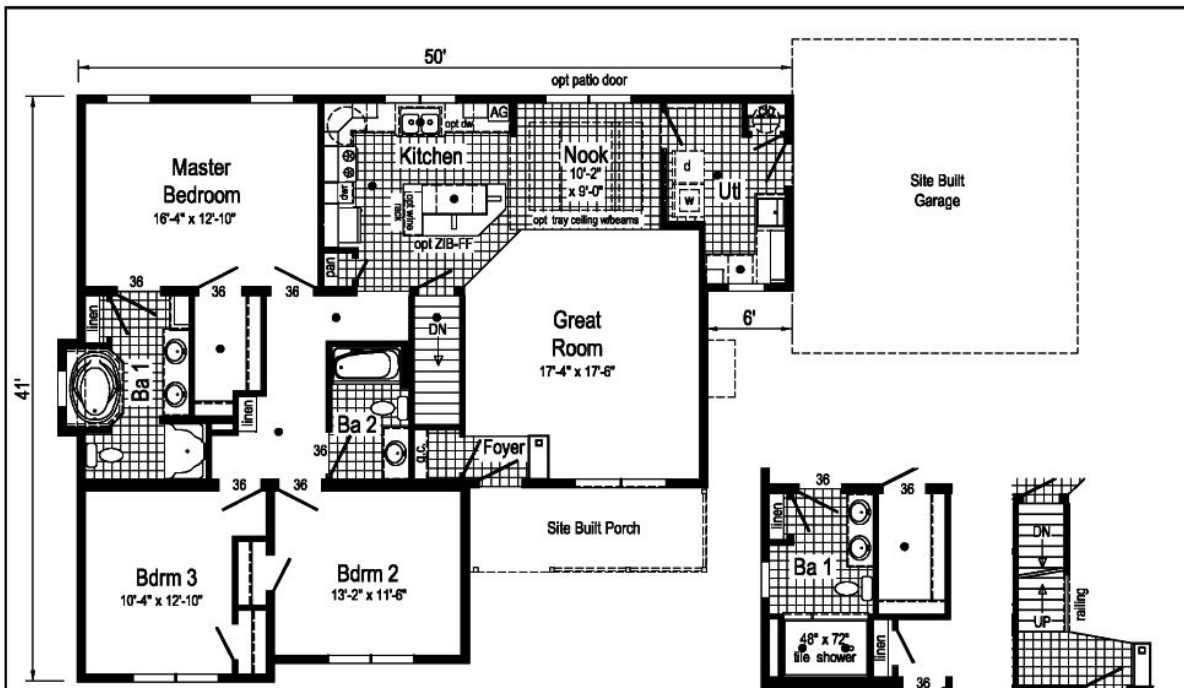 50'
opt patio door
41'
Master
Bedroom
16'-4" x 12'-10"
Kitchen
opt dw
AG
dwr
opt wine
rack
opt ZIB-FF
pan
Nook
10'-2"
x 9'-0"
opt tray ceiling w/beams
d
w
Utl
Site Built
Garage
6'
36
36
36
linen
Ba 1
linen
DN
Great
Room
17'-4" x 17'-6"
Ba 2
36
g.c.
Foyer
36
36
Site Built Porch
Bdrm 3
10'-4" x 12'-10"
Bdrm 2
13'-2" x 11'-6"
36
36
linen
Ba 1
48" x 72"
tile shower
linen
36
DN
UP
railing